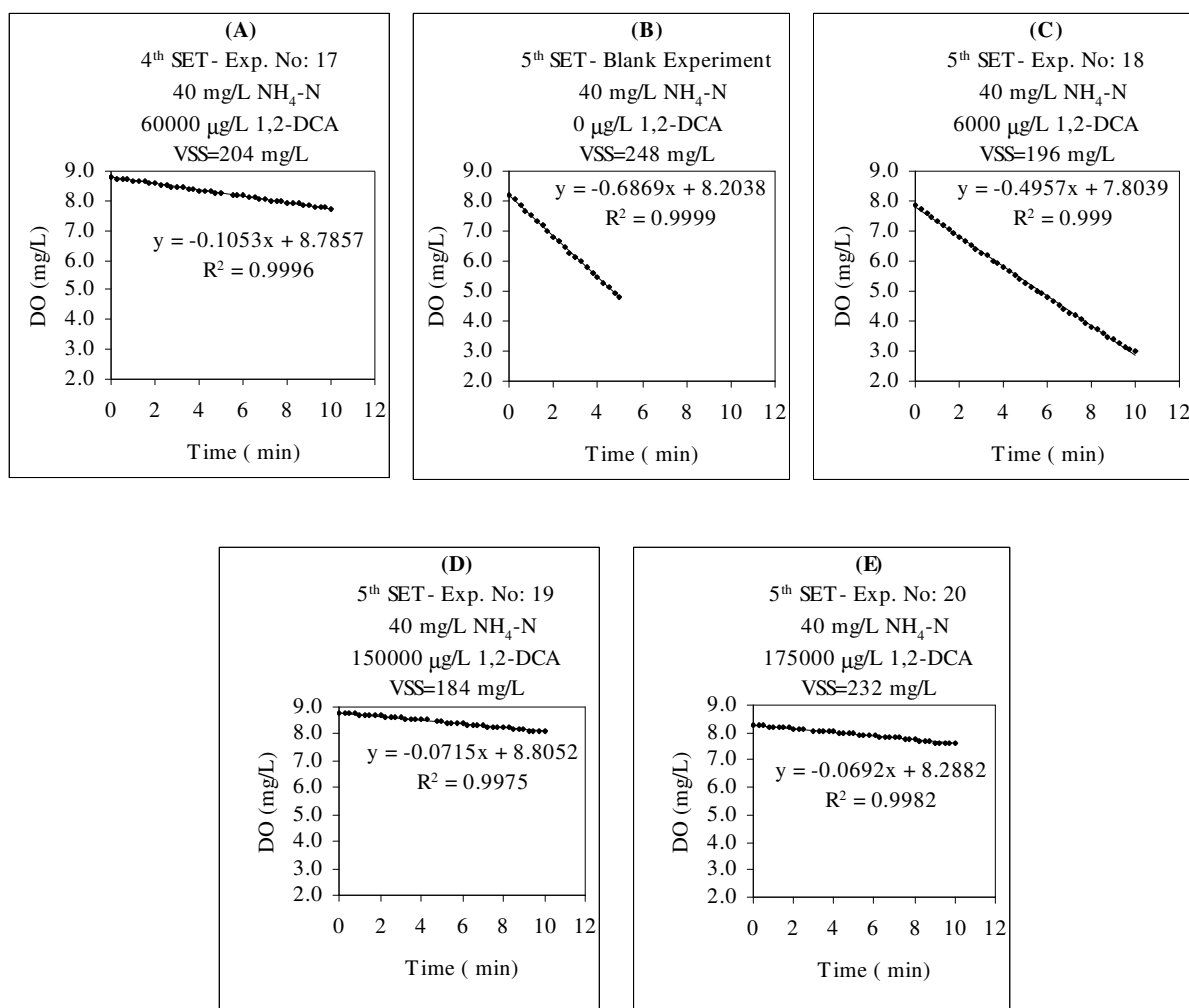 (A)
4th SET - Exp. No: 17
40 mg/L NH4-N
60000 µg/L 1,2-DCA
VSS=204 mg/L
9.0
8.0
7.0
6.0
5.0
4.0
3.0
2.0
DO (mg/L)
y = -0.1053x + 8.7857
R² = 0.9996
0 2 4 6 8 10 12
Time ( min)
(B)
5th SET - Blank Experiment
40 mg/L NH4-N
0 µg/L 1,2-DCA
VSS=248 mg/L
9.0
8.0
7.0
6.0
5.0
4.0
3.0
2.0
DO (mg/L)
y = -0.6869x + 8.2038
R² = 0.9999
0 2 4 6 8 10 12
Time ( min)
(C)
5th SET - Exp. No: 18
40 mg/L NH4-N
6000 µg/L 1,2-DCA
VSS=196 mg/L
9.0
8.0
7.0
6.0
5.0
4.0
3.0
2.0
DO (mg/L)
y = -0.4957x + 7.8039
R² = 0.999
0 2 4 6 8 10 12
Time ( min)
(D)
5th SET - Exp. No: 19
40 mg/L NH4-N
150000 µg/L 1,2-DCA
VSS=184 mg/L
9.0
8.0
7.0
6.0
5.0
4.0
3.0
2.0
DO (mg/L)
y = -0.0715x + 8.8052
R² = 0.9975
0 2 4 6 8 10 12
Time ( min)
(E)
5th SET - Exp. No: 20
40 mg/L NH4-N
175000 µg/L 1,2-DCA
VSS=232 mg/L
9.0
8.0
7.0
6.0
5.0
4.0
3.0
2.0
DO (mg/L)
y = -0.0692x + 8.2882
R² = 0.9982
0 2 4 6 8 10 12
Time ( min)